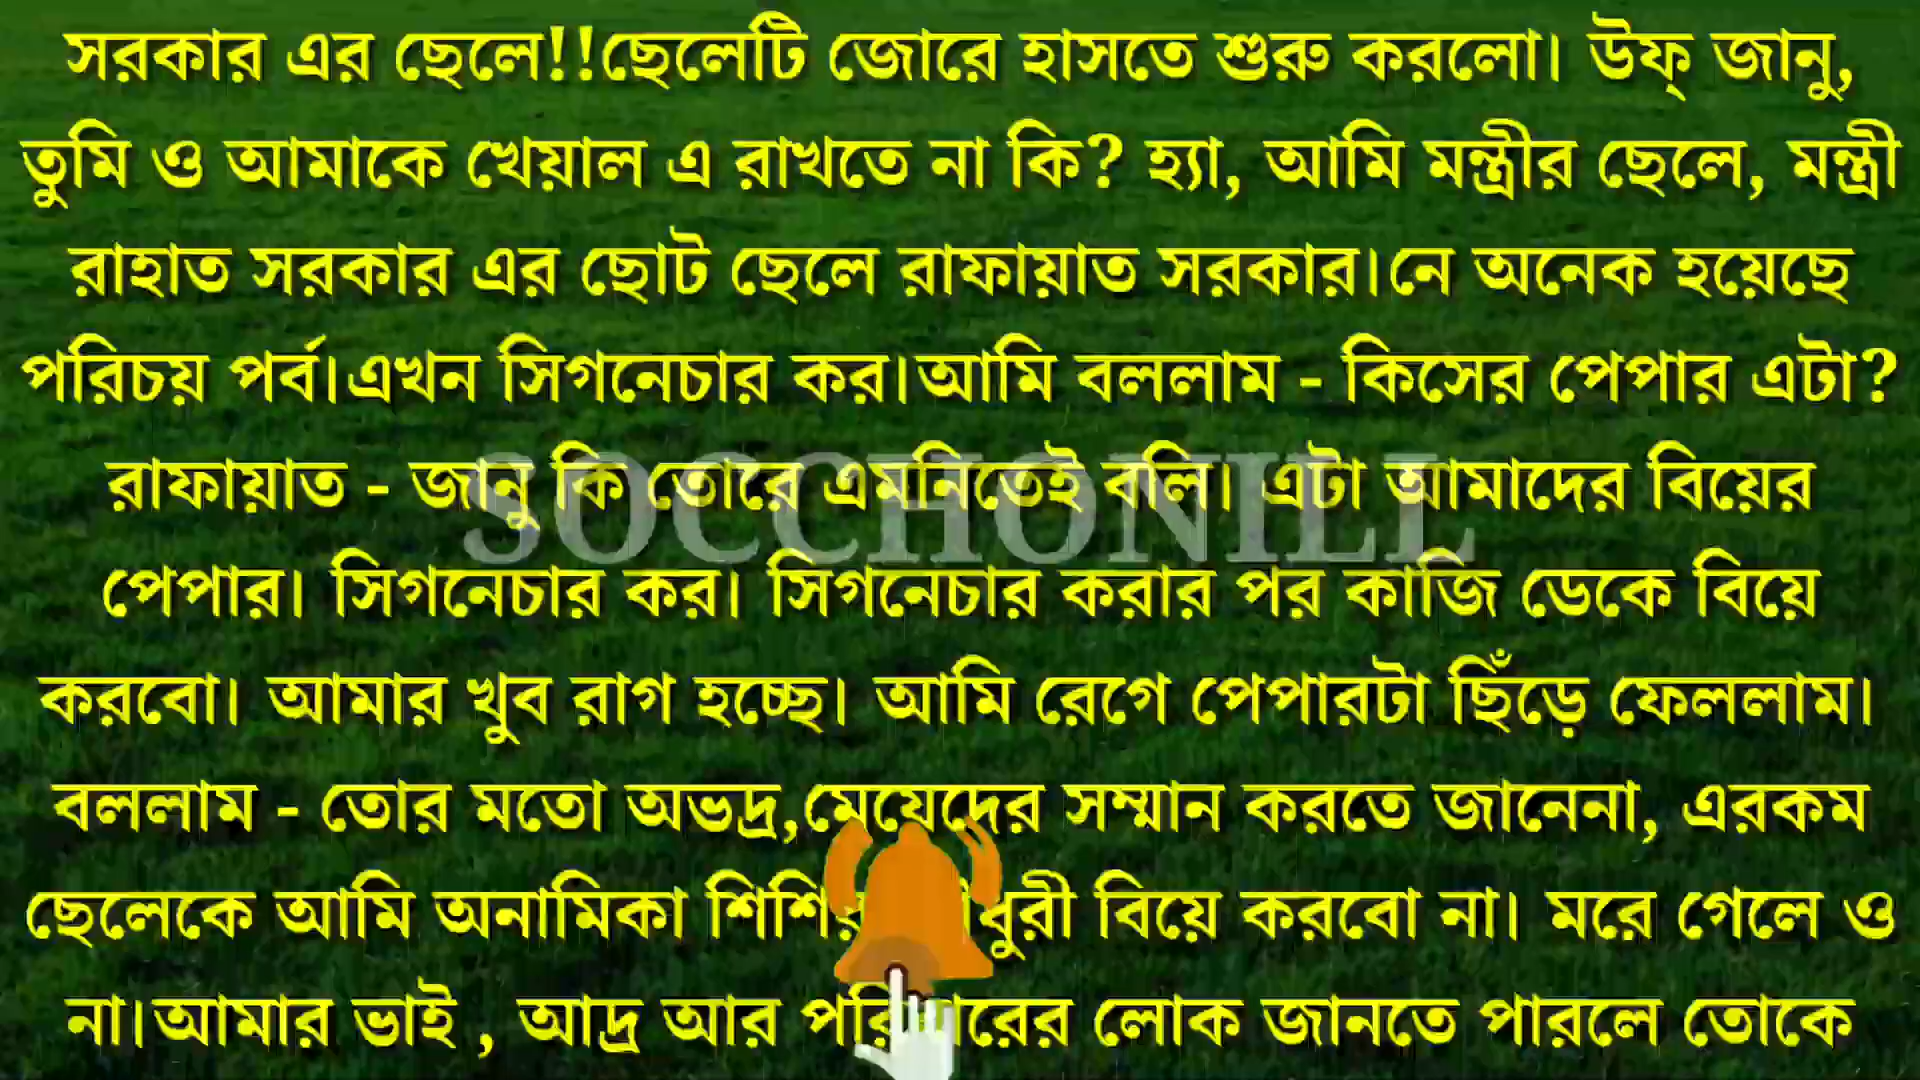 সরকার এর ছেলে!!ছেলেটি জোরে হাসতে শুরু করলো। উফ্ জানু,
তুমি ও আমাকে খেয়াল এ রাখতে না কি? হ্যা, আমি মন্ত্রীর ছেলে, মন্ত্রী
রাহাত সরকার এর ছোট ছেলে রাফায়াত সরকার।নে অনেক হয়েছে
পরিচয় পর্ব।এখন সিগনেচার কর।আমি বললাম - কিসের পেপার এটা?
রাফায়াত - জানু কি তোরে এমনিতেই বলি। এটা আমাদের বিয়ের
SOCCHONILL
পেপার। সিগনেচার কর। সিগনেচার করার পর কাজি ডেকে বিয়ে
করবো। আমার খুব রাগ হচ্ছে। আমি রেগে পেপারটা ছিঁড়ে ফেললাম।
বললাম - তোর মতো অভদ্র,মেয়েদের সম্মান করতে জানেনা, এরকম
ছেলেকে আমি অনামিকা বিয়ে করবো না। মরে গেলে ও
না।আমার ভাই , আদ্র আর লোক জানতে পারলে তোকে